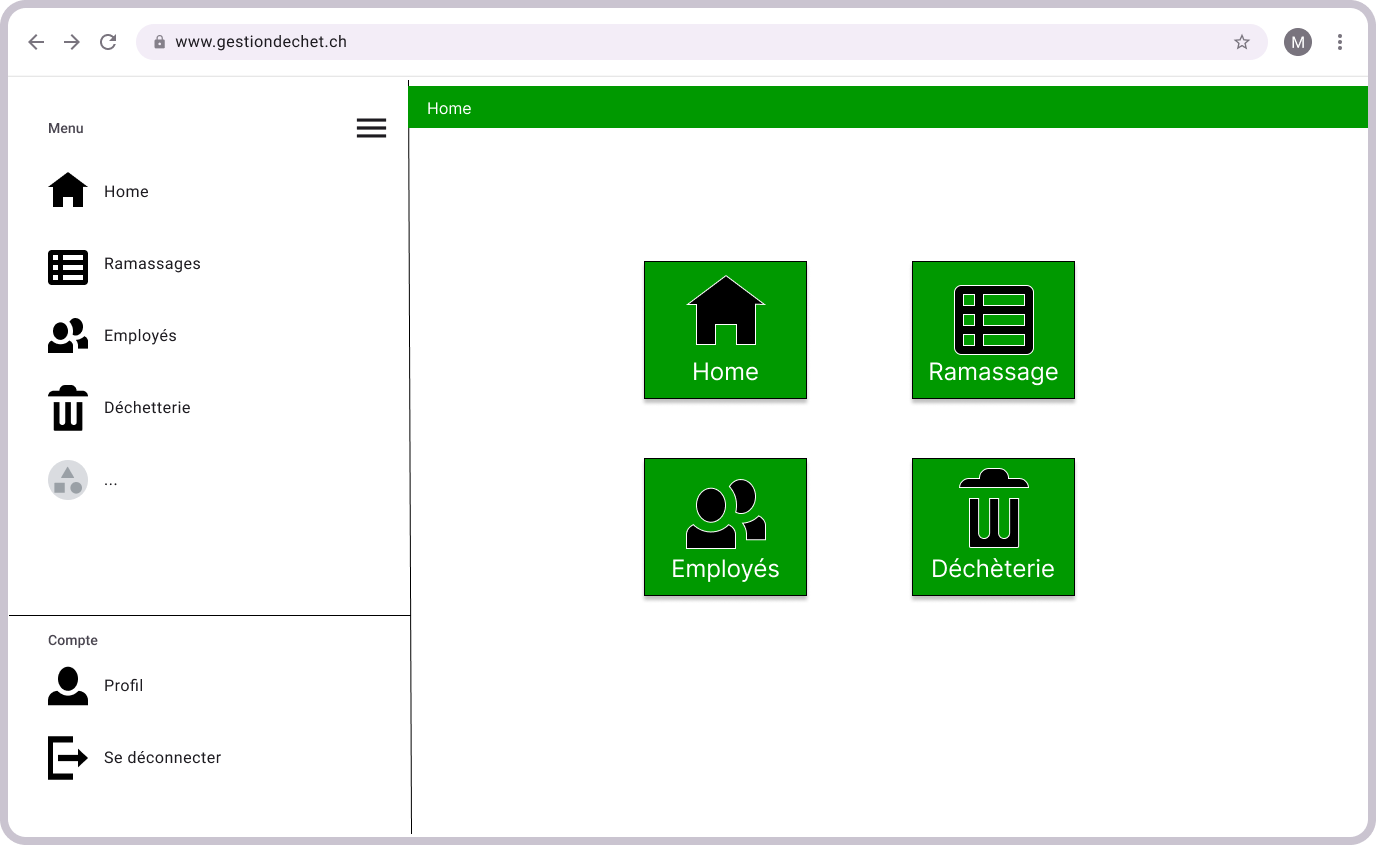 www.gestiondechet.ch
M
Menu
Home
Ramassages
Employés
Déchetterie
...
Compte
Profil
Se déconnecter
Home
Home
Ramassage
Employés
Déchèterie